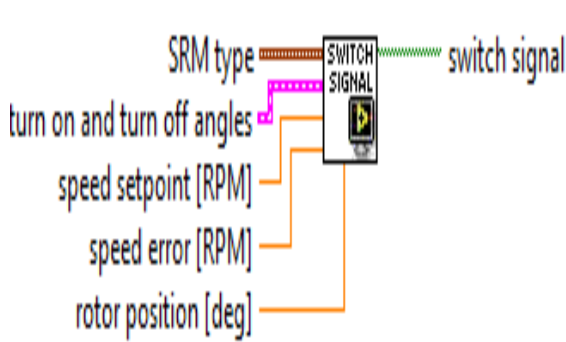 SRM type
SWITCH
SIGNAL
switch signal
turn on and turn off angles
speed setpoint [RPM]
speed error [RPM]
rotor position [deg]